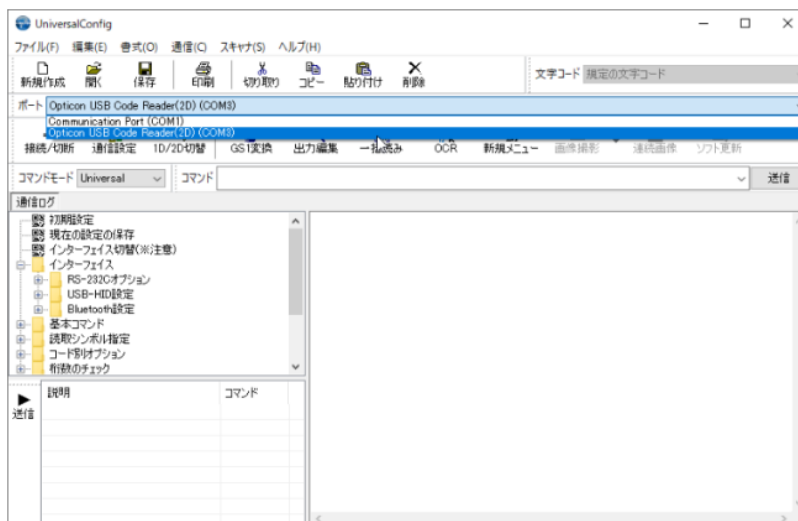 UniversalConfig
ファイル(F) 編集(E) 書式(O) 通信(C) スキャナ(S) ヘルプ(H)
新規作成 開く 保存 印刷 切り取り コピー 貼り付け 削除 文字コード 規定の文字コード
ポート Opticon USB Code Reader(2D) (COM3)
Communication Port (COM1)
Opticon USB Code Reader(2D) (COM3)
接続/切断 通信設定 1D/2D切替 GS1変換 出力編集 一括読み OCR 新規メニュー 画像撮影 連続画像 ソフト更新
コマンドモード Universal コマンド 送信
通信ログ
初期設定
現在の設定の保存
インターフェイス切替(※注意)
インターフェイス
RS-232Cオプション
USB-HID設定
Bluetooth設定
基本コマンド
読取シンボル指定
コード別オプション
桁数のチェック
説明 コマンド
送信